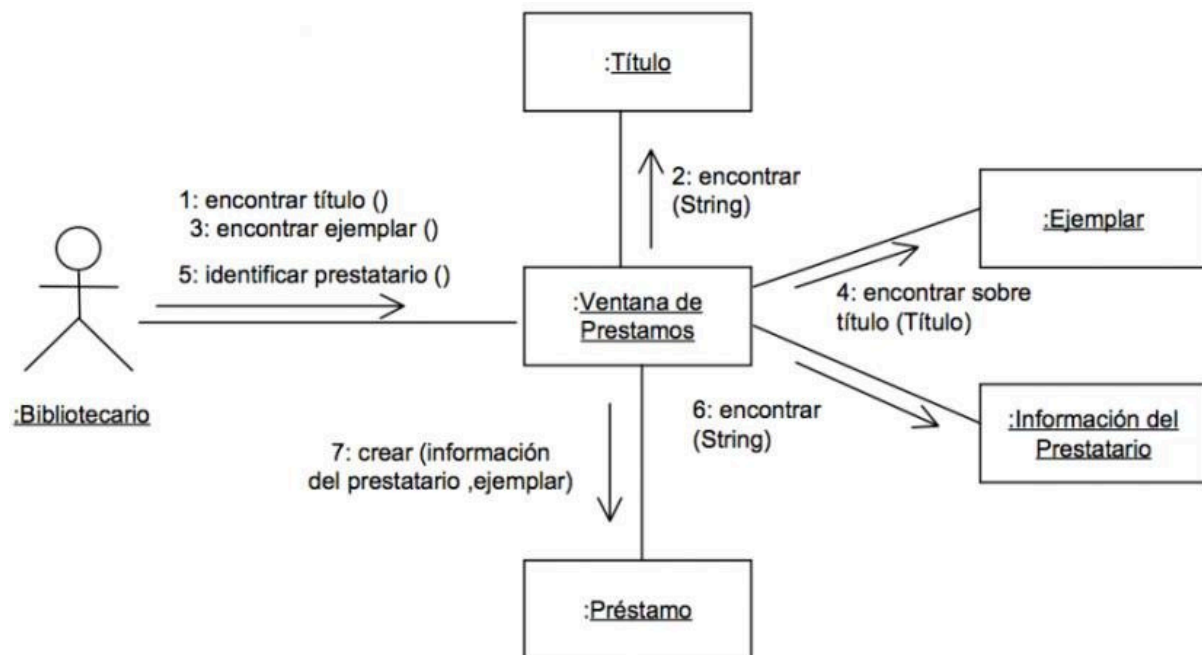 :Título
1: encontrar título ()
3: encontrar ejemplar ()
5: identificar prestatario ()
2: encontrar
(String)
:Ejemplar
:Ventana de
Prestamos
4: encontrar sobre
título (Título)
:Bibliotecario
6: encontrar
(String)
:Información del
Prestatario
7: crear (información
del prestatario ,ejemplar)
:Préstamo